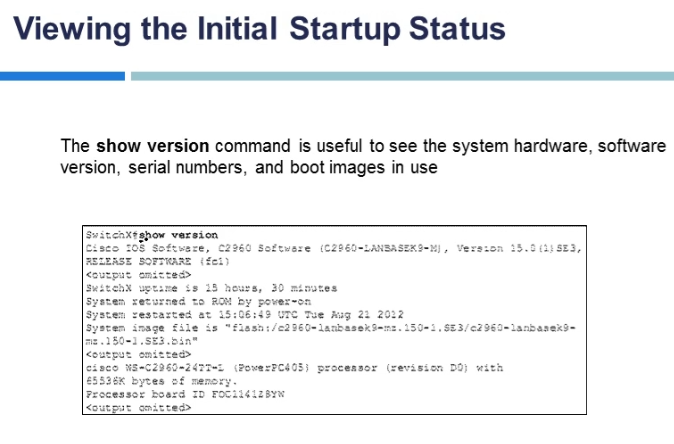 Viewing the Initial Startup Status
The show version command is useful to see the system hardware, software
version, serial numbers, and boot images in use
SwitchX#show version
Cisco IOS Software, C2960 Software (C2960-LANBASEK9-M), Version 15.0(1)SE3,
RELEASE SOFTWARE (fc1)
<output omitted>
SwitchX uptime is 15 hours, 30 minutes
System returned to ROM by power-on
System restarted at 15:06:49 UTC Tue Aug 21 2012
System image file is "flash:/c2960-lanbasek9-mz.150-1.SE3/c2960-lanbasek9-
mz.150-1.SE3.bin"
<output omitted>
cisco WS-C2960-24TT-L (PowerPC405) processor (revision D0) with
65536K bytes of memory.
Processor board ID FOC1141Z8YW
<output omitted>